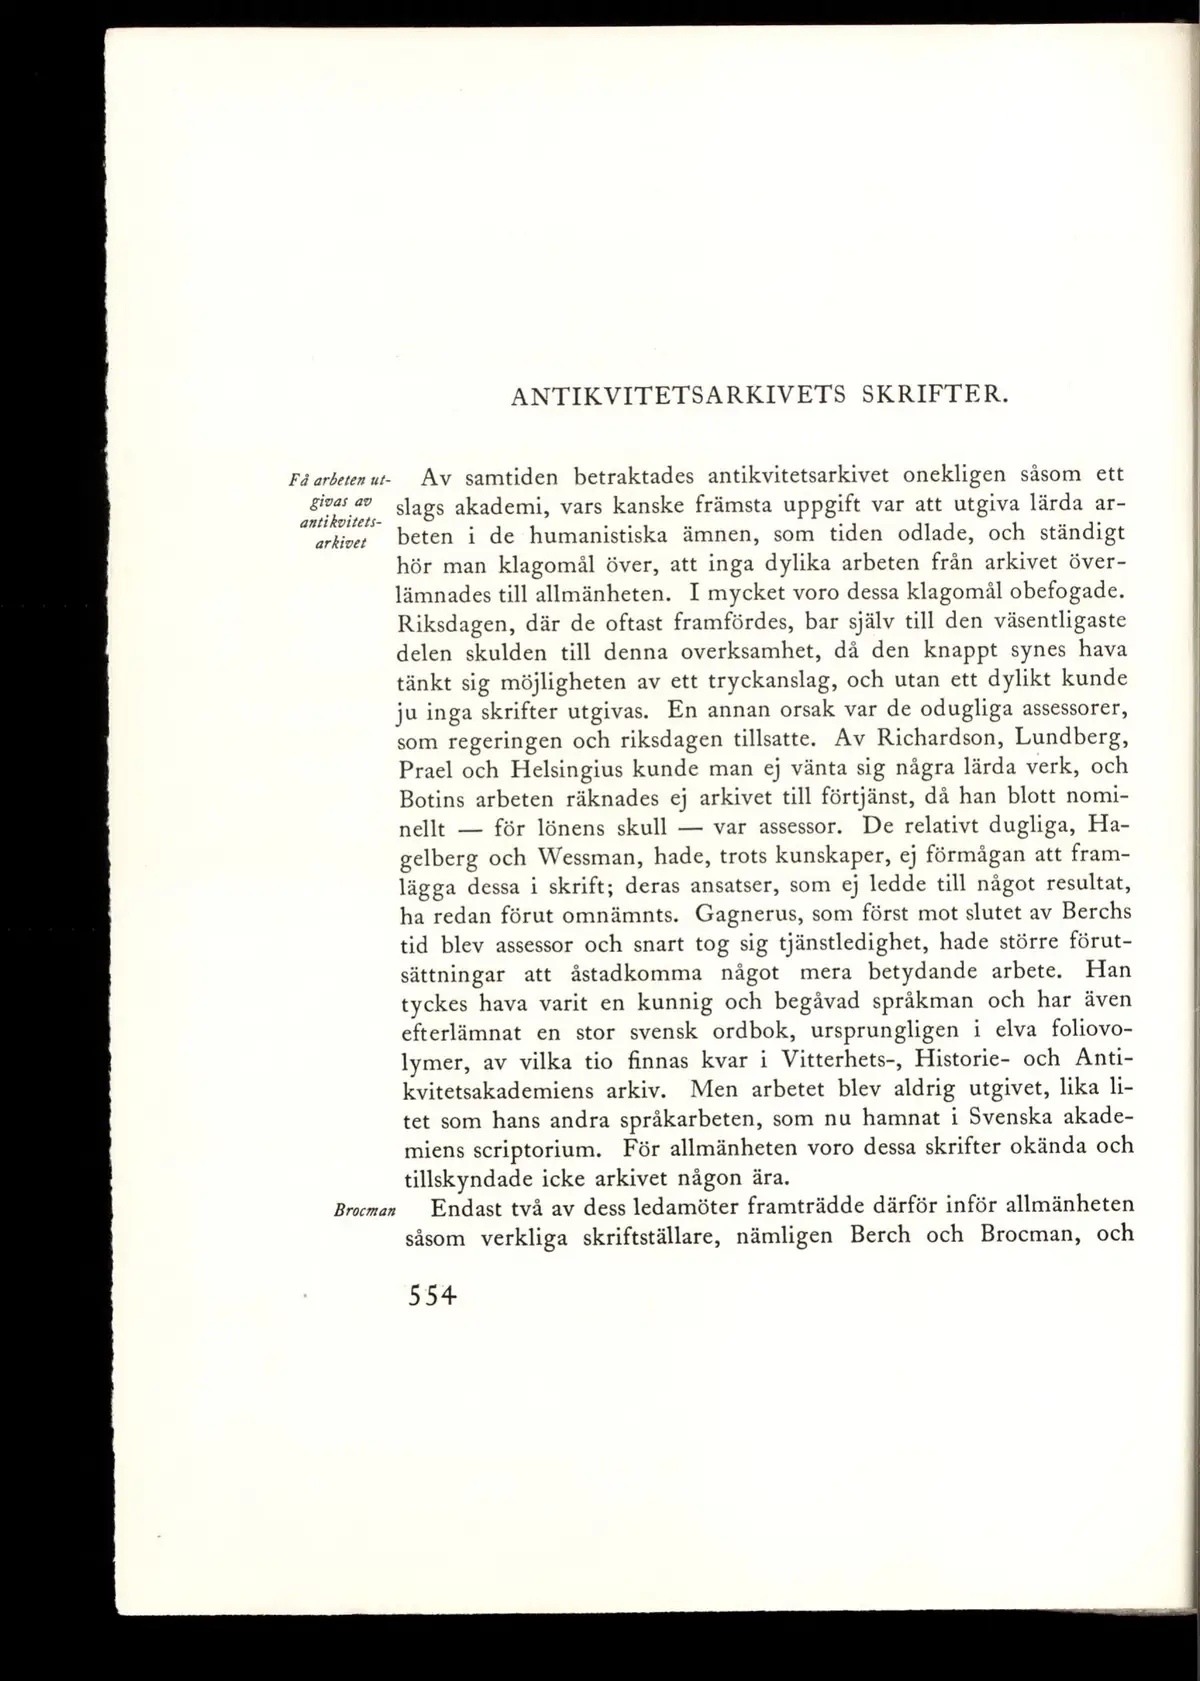 ANTIKVITETSARKIVETS SKRIFTER.
Få arbeten ut-
givas av
antikvitets-
arkivet
Av samtiden betraktades antikvitetsarkivet onekligen såsom ett
slags akademi, vars kanske främsta uppgift var att utgiva lärda ar-
beten i de humanistiska ämnen, som tiden odlade, och ständigt
hör man klagomål över, att inga dylika arbeten från arkivet över-
lämnades till allmänheten. I mycket voro dessa klagomål obefogade.
Riksdagen, där de oftast framfördes, bar själv till den väsentligaste
delen skulden till denna overksamhet, då den knappt synes hava
tänkt sig möjligheten av ett tryckanslag, och utan ett dylikt kunde
ju inga skrifter utgivas. En annan orsak var de odugliga assessorer,
som regeringen och riksdagen tillsatte. Av Richardson, Lundberg,
Prael och Helsingius kunde man ej vänta sig några lärda verk, och
Botins arbeten räknades ej arkivet till förtjänst, då han blott nomi-
nellt — för lönens skull — var assessor. De relativt dugliga, Ha-
gelberg och Wessman, hade, trots kunskaper, ej förmågan att fram-
lägga dessa i skrift; deras ansatser, som ej ledde till något resultat,
ha redan förut omnämnts. Gagnerus, som först mot slutet av Berchs
tid blev assessor och snart tog sig tjänstledighet, hade större förut-
sättningar att åstadkomma något mera betydande arbete. Han
tyckes hava varit en kunnig och begåvad språkman och har även
efterlämnat en stor svensk ordbok, ursprungligen i elva foliovo-
lymer, av vilka tio finnas kvar i Vitterhets-, Historie- och Anti-
kvitetsakademiens arkiv. Men arbetet blev aldrig utgivet, lika li-
tet som hans andra språkarbeten, som nu hamnat i Svenska akade-
miens scriptorium. För allmänheten voro dessa skrifter okända och
tillskyndade icke arkivet någon ära.
Brocman
Endast två av dess ledamöter framträdde därför inför allmänheten
såsom verkliga skriftställare, nämligen Berch och Brocman, och
554